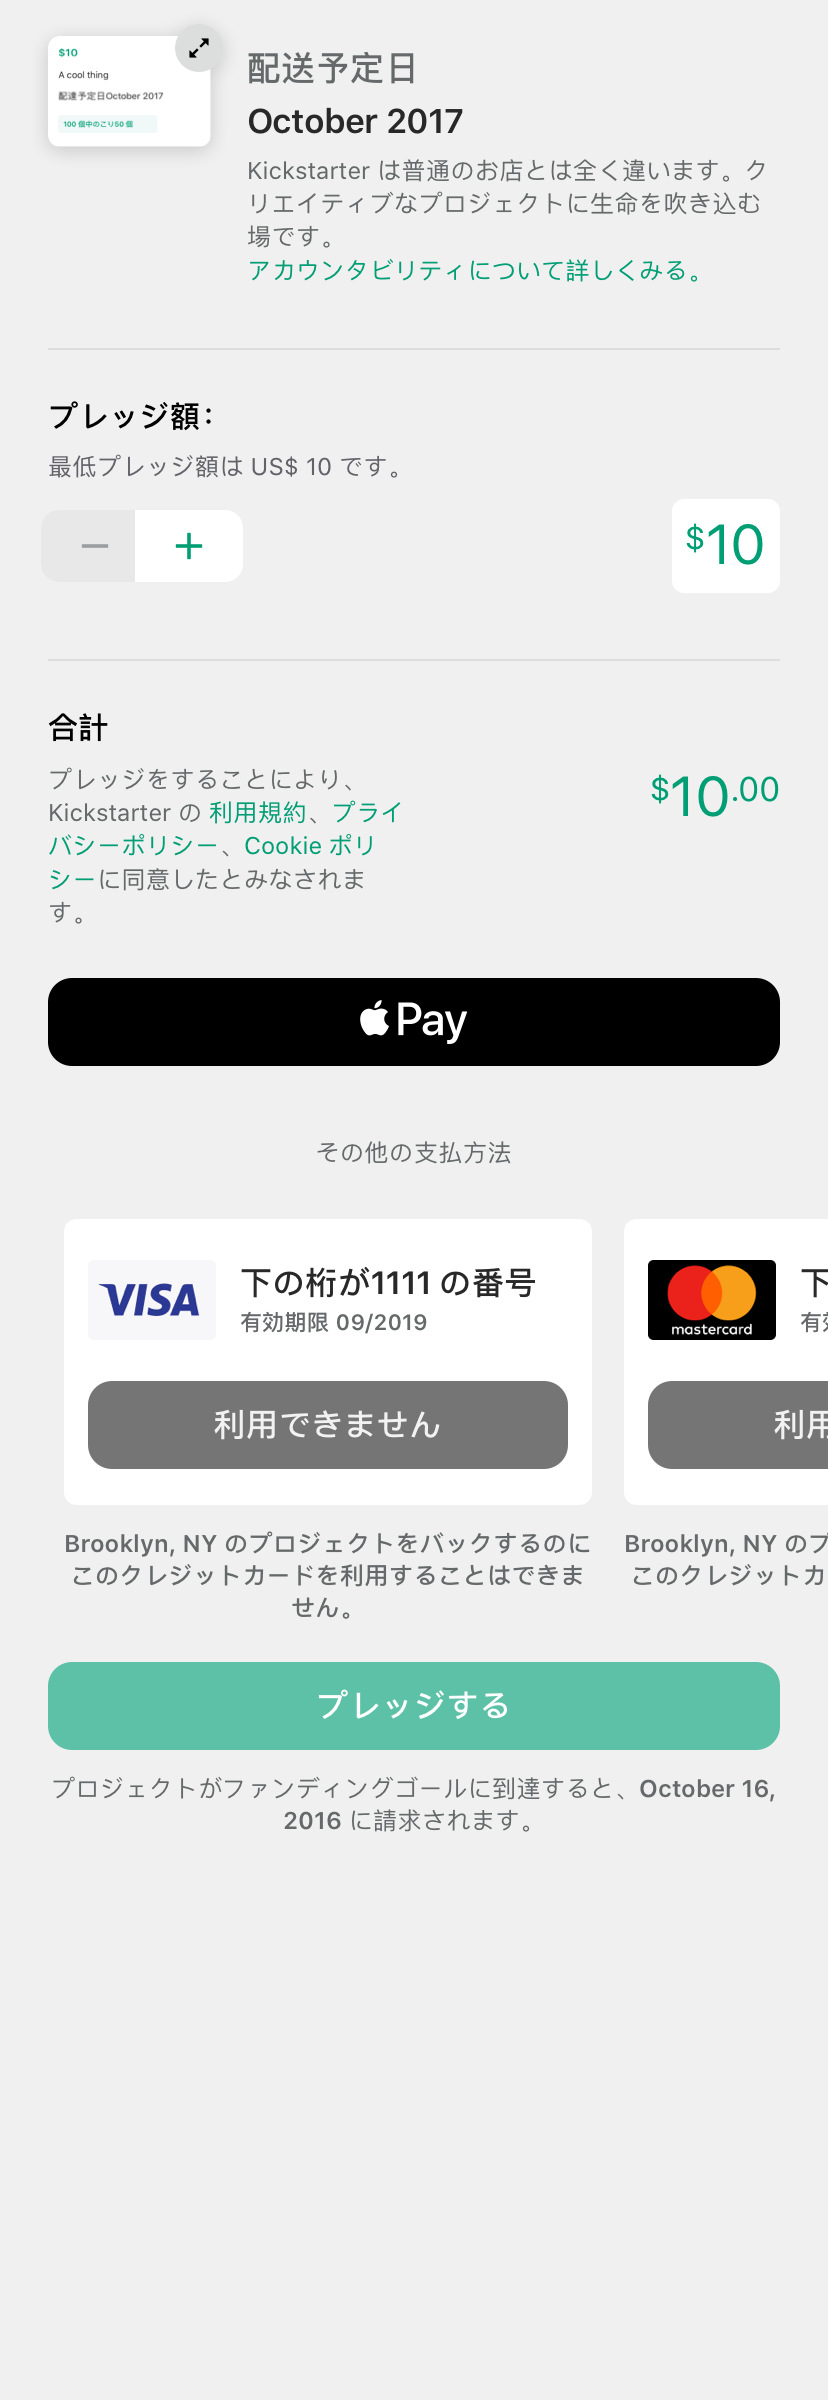 $10
A cool thing
配達予定日October 2017
100 個中のこり50 個
配送予定日
October 2017
Kickstarter は普通のお店とは全く違います。ク
リエイティブなプロジェクトに生命を吹き込む
場です。
アカウンタビリティについて詳しくみる。
プレッジ額：
最低プレッジ額は US$ 10 です。
$10
合計
プレッジをすることにより、
Kickstarter の 利用規約、プライ
バシーポリシー、Cookie ポリ
シーに同意したとみなされま
す。
$10.00
Pay
その他の支払方法
VISA
下の桁が1111 の番号
有効期限 09/2019
利用できません
Brooklyn, NY のプロジェクトをバックするのに
このクレジットカードを利用することはできま
せん。
mastercard
下
有効
利用
Brooklyn, NY のプ
このクレジットカ
プレッジする
プロジェクトがファンディングゴールに到達すると、October 16,
2016 に請求されます。